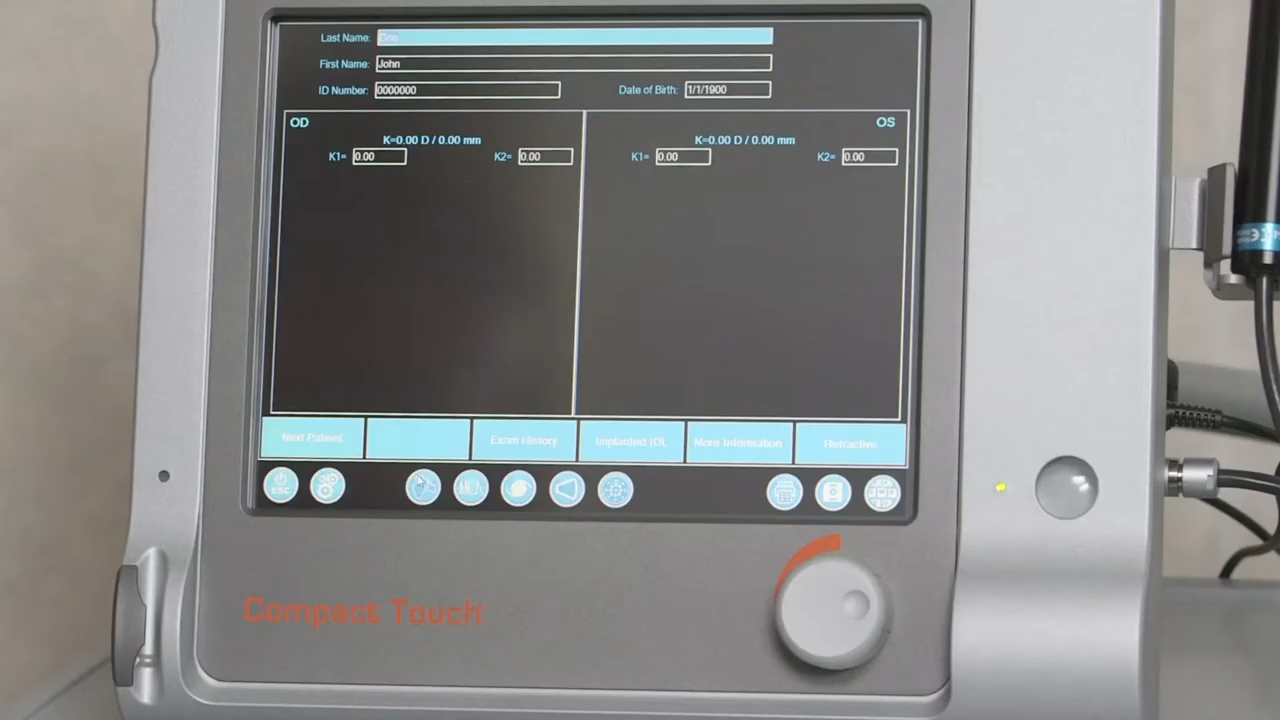 Last Name: Doe
First Name: John
ID Number: 0000000 Date of Birth: 1/1/1900
OD OS
K=0.00 D / 0.00 mm K=0.00 D / 0.00 mm
K1= 0.00 K2= 0.00 K1= 0.00 K2= 0.00
Next Patient Exam History Implanted IOL More Information Refractive
ESC
Compact Touch